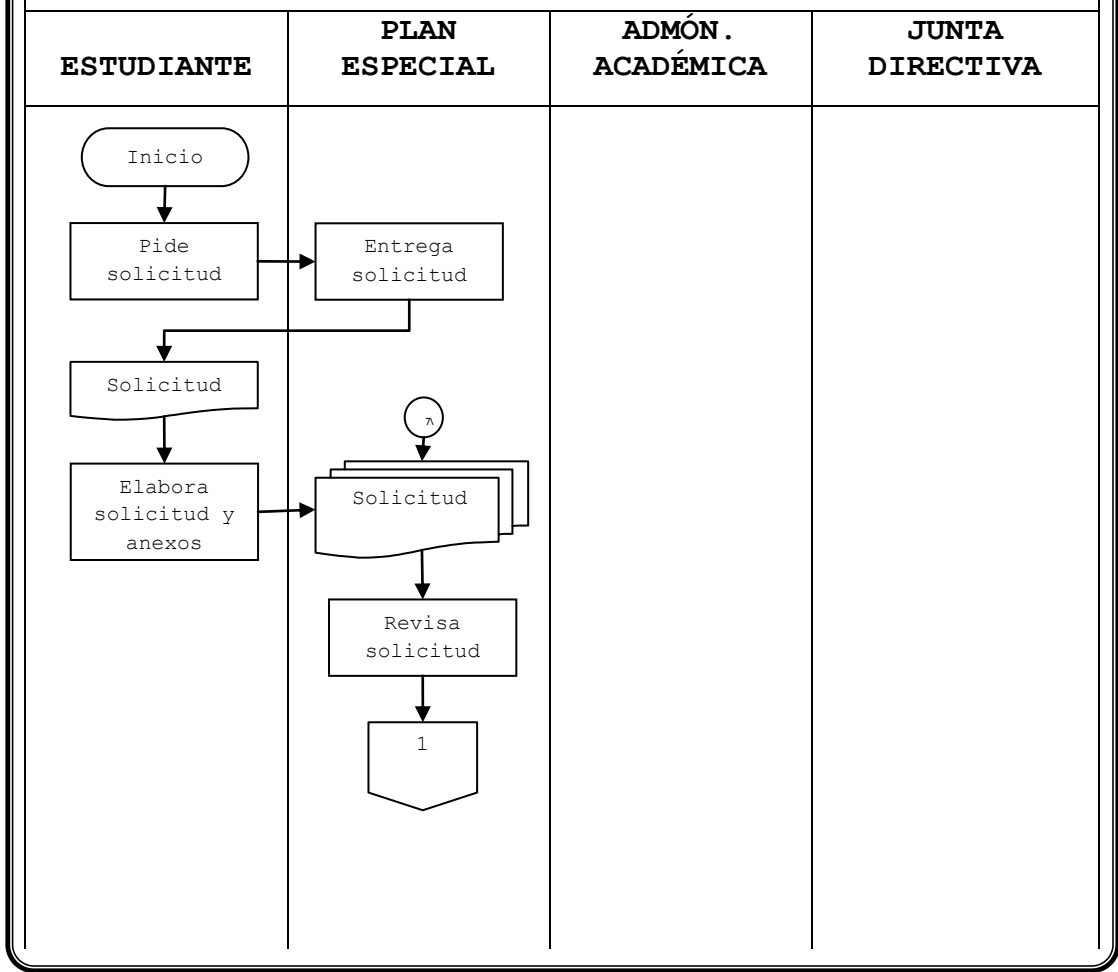 ESTUDIANTE
PLAN
ESPECIAL
ADMÓN.
ACADÉMICA
JUNTA
DIRECTIVA
Inicio
Pide
solicitud
Entrega
solicitud
Solicitud
Elabora
solicitud y
anexos
Solicitud
Revisa
solicitud
1